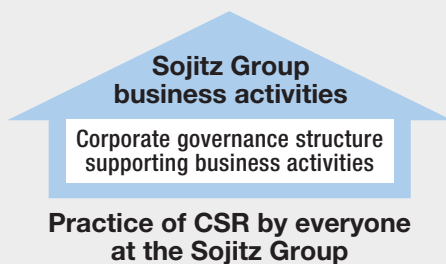 Sojitz Group
business activities
Corporate governance structure
supporting business activities
Practice of CSR by everyone
at the Sojitz Group